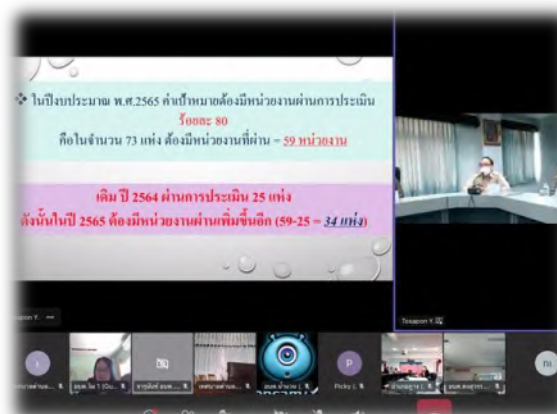 ❖ ในปีงบประมาณ พ.ศ.2565 ค่าเป้าหมายต้องมีหน่วยงานผ่านการประเมิน
ร้อยละ 80
คือในจำนวน 73 แห่ง ต้องมีหน่วยงานที่ผ่าน = 59 หน่วยงาน
เดิม ปี 2564 ผ่านการประเมิน 25 แห่ง
ดังนั้นในปี 2565 ต้องมีหน่วยงานผ่านเพิ่มขึ้นอีก (59-25 = 34 แห่ง)
Tosapon Y.
Picky (
P